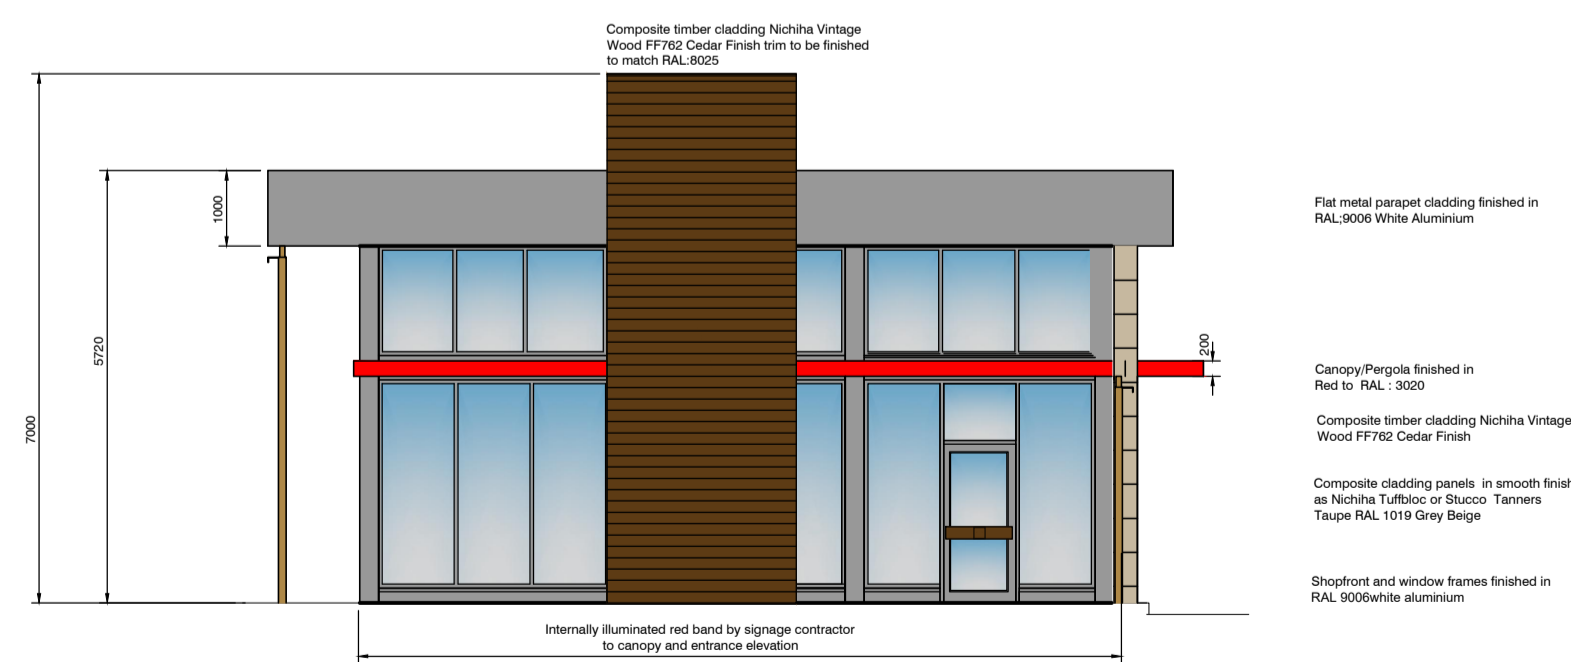 Composite timber cladding Nichiha Vintage
Wood FF762 Cedar Finish trim to be finished
to match RAL:8025
1000
5720
7000
200
Flat metal parapet cladding finished in
RAL;9006 White Aluminium
Canopy/Pergola finished in
Red to RAL : 3020
Composite timber cladding Nichiha Vintage
Wood FF762 Cedar Finish
Composite cladding panels in smooth finish
as Nichiha Tuffbloc or Stucco Tanners
Taupe RAL 1019 Grey Beige
Shopfront and window frames finished in
RAL 9006white aluminium
Internally illuminated red band by signage contractor
to canopy and entrance elevation